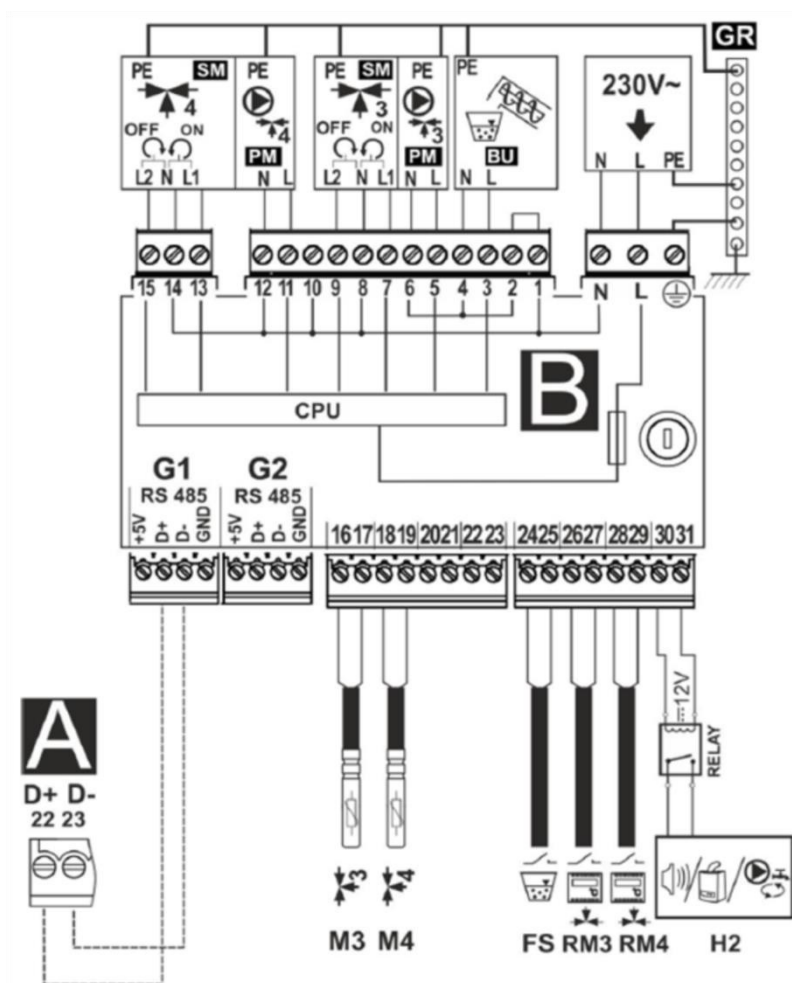 GR
PE SM PE PE SM PE PE
230V~
4 4 3 3
OFF ON OFF ON
PM PM BU
L2 N L1 N L L2 N L1 N L N L N L PE
15 14 13 12 11 10 9 8 7 6 5 4 3 2 1 N L
B
CPU
G1 G2
RS 485 RS 485
+5V D+ D- GND +5V D+ D- GND
16 17 18 19 20 21 22 23 24 25 26 27 28 29 30 31
A
12V
RELAY
D+ D-
22 23
3 4
H
M3 M4 FS RM3 RM4 H2